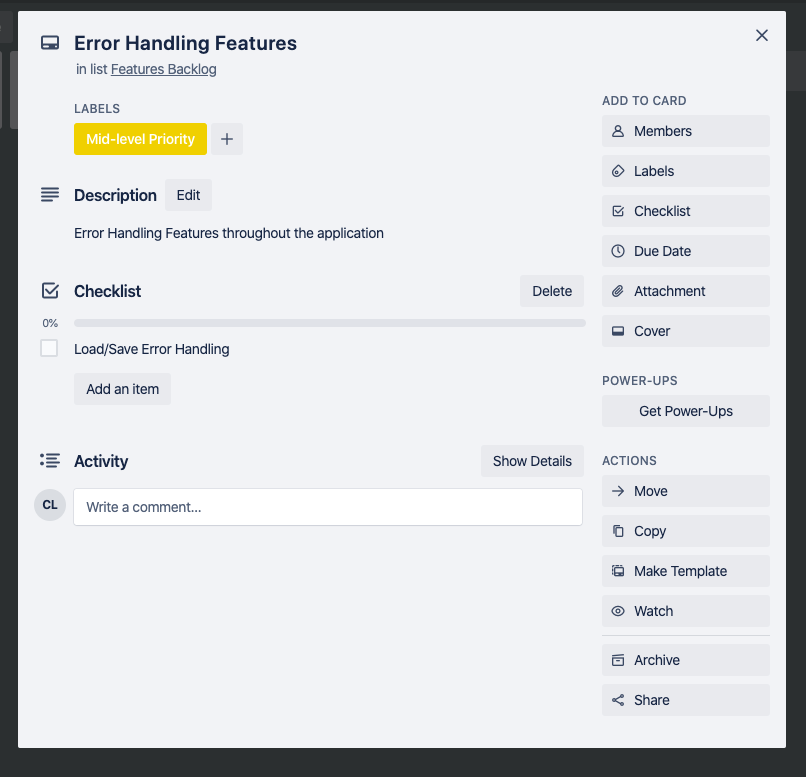 Error Handling Features
in list Features Backlog
LABELS
Mid-level Priority
Description Edit
Error Handling Features throughout the application
Checklist Delete
0%
Load/Save Error Handling
Add an item
Activity Show Details
CL Write a comment...
ADD TO CARD
Members
Labels
Checklist
Due Date
Attachment
Cover
POWER-UPS
Get Power-Ups
ACTIONS
Move
Copy
Make Template
Watch
Archive
Share